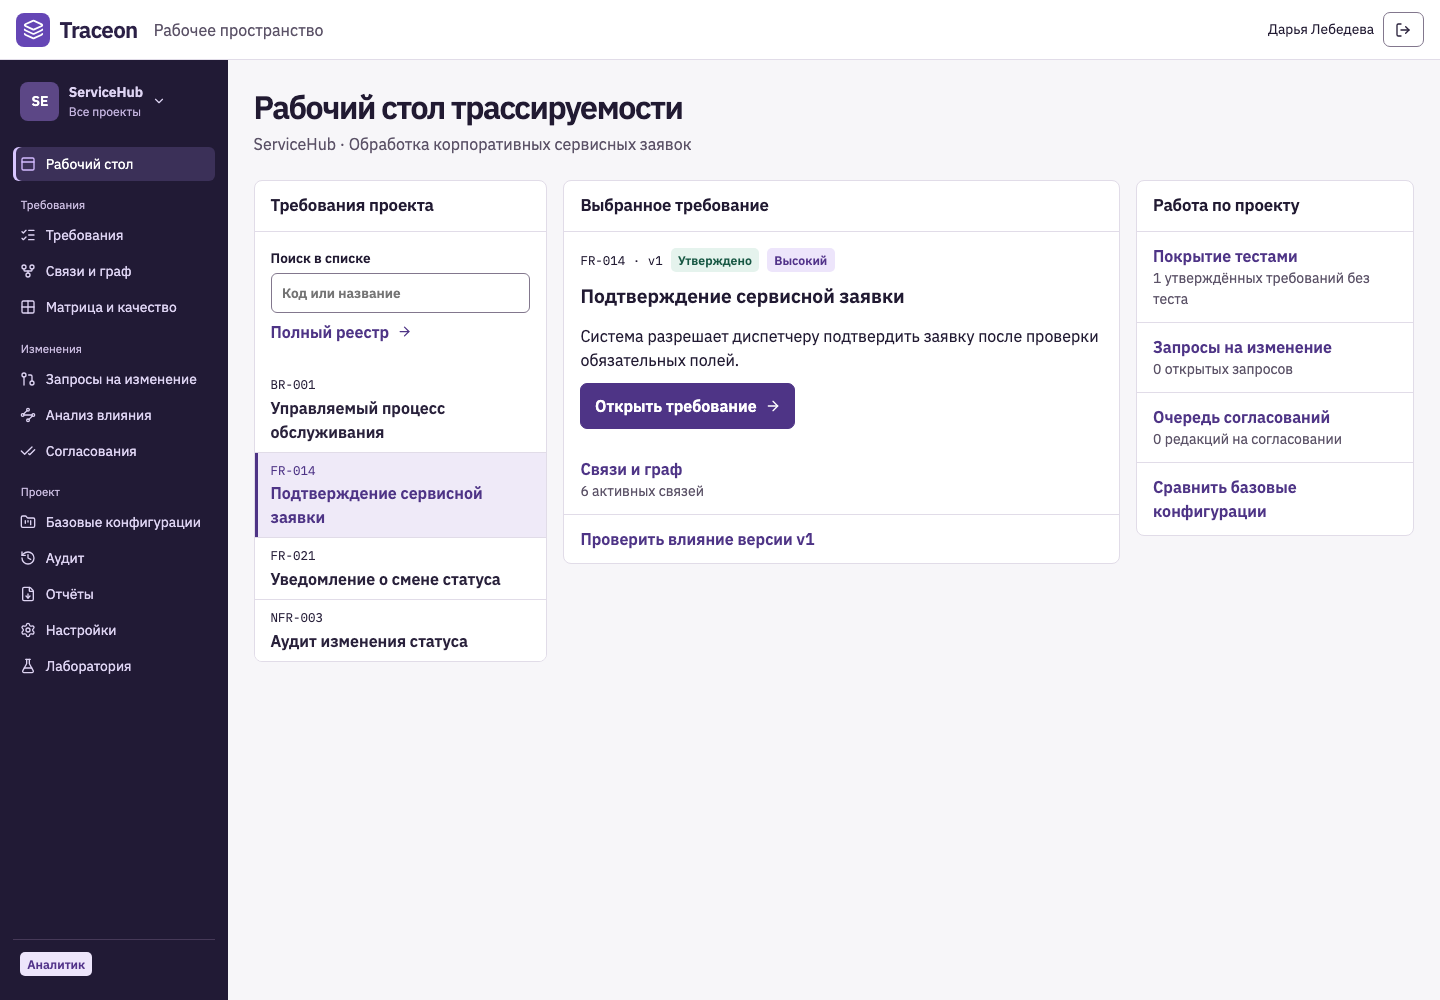 Traceon
Рабочее пространство
Дарья Лебедева
SE
ServiceHub
Все проекты
Рабочий стол
Требования
Требования
Связи и граф
Матрица и качество
Изменения
Запросы на изменение
Анализ влияния
Согласования
Проект
Базовые конфигурации
Аудит
Отчёты
Настройки
Лаборатория
Аналитик
Рабочий стол трассируемости
ServiceHub · Обработка корпоративных сервисных заявок
Требования проекта
Поиск в списке
Код или название
Полный реестр →
BR-001
Управляемый процесс
обслуживания
FR-014
Подтверждение сервисной
заявки
FR-021
Уведомление о смене статуса
NFR-003
Аудит изменения статуса
Выбранное требование
FR-014 · v1 Утверждено Высокий
Подтверждение сервисной заявки
Система разрешает диспетчеру подтвердить заявку после проверки
обязательных полей.
Открыть требование →
Связи и граф
6 активных связей
Проверить влияние версии v1
Работа по проекту
Покрытие тестами
1 утверждённых требований без
теста
Запросы на изменение
0 открытых запросов
Очередь согласований
0 редакций на согласовании
Сравнить базовые
конфигурации